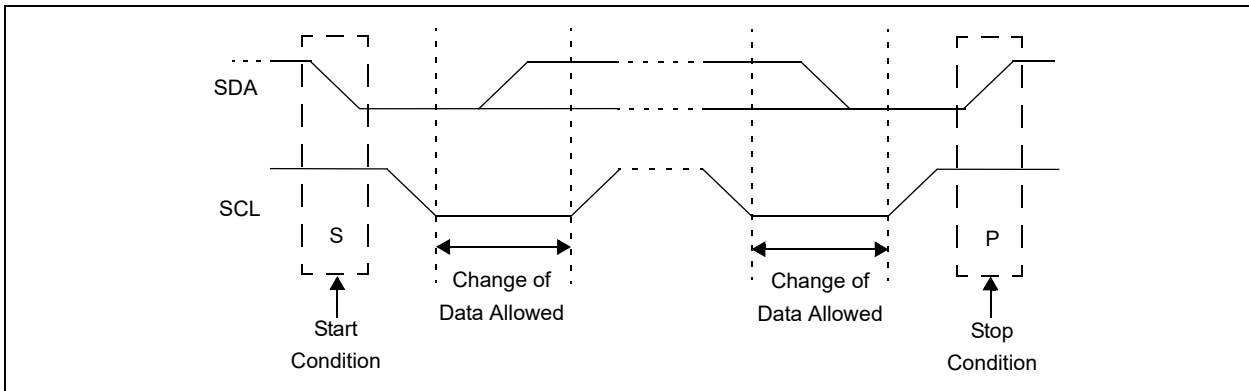 SDA
SCL
S
P
Change of
Data Allowed
Change of
Data Allowed
Start
Condition
Stop
Condition